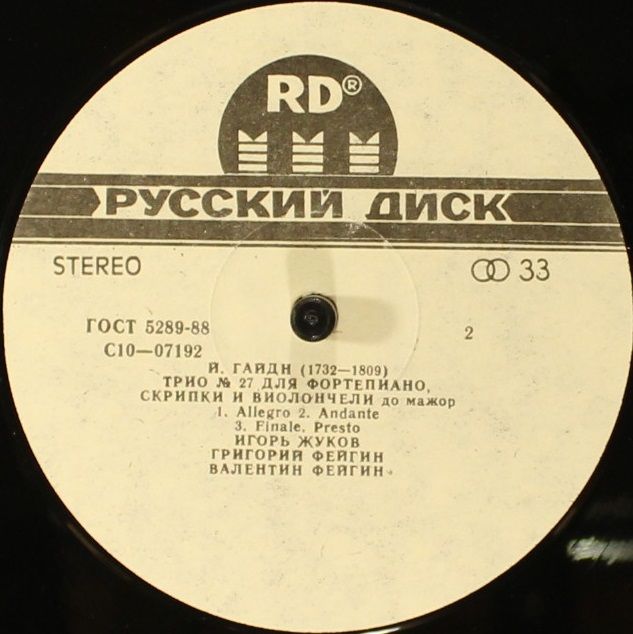 RD®
РУССКИЙ ДИСК
STEREO 33
ГОСТ 5289-88 2
С10—07192
Й. ГАЙДН (1732—1809)
ТРИО № 27 ДЛЯ ФОРТЕПИАНО,
СКРИПКИ И ВИОЛОНЧЕЛИ до мажор
1. Allegro 2. Andante
3. Finale. Presto
ИГОРЬ ЖУКОВ
ГРИГОРИЙ ФЕЙГИН
ВАЛЕНТИН ФЕЙГИН